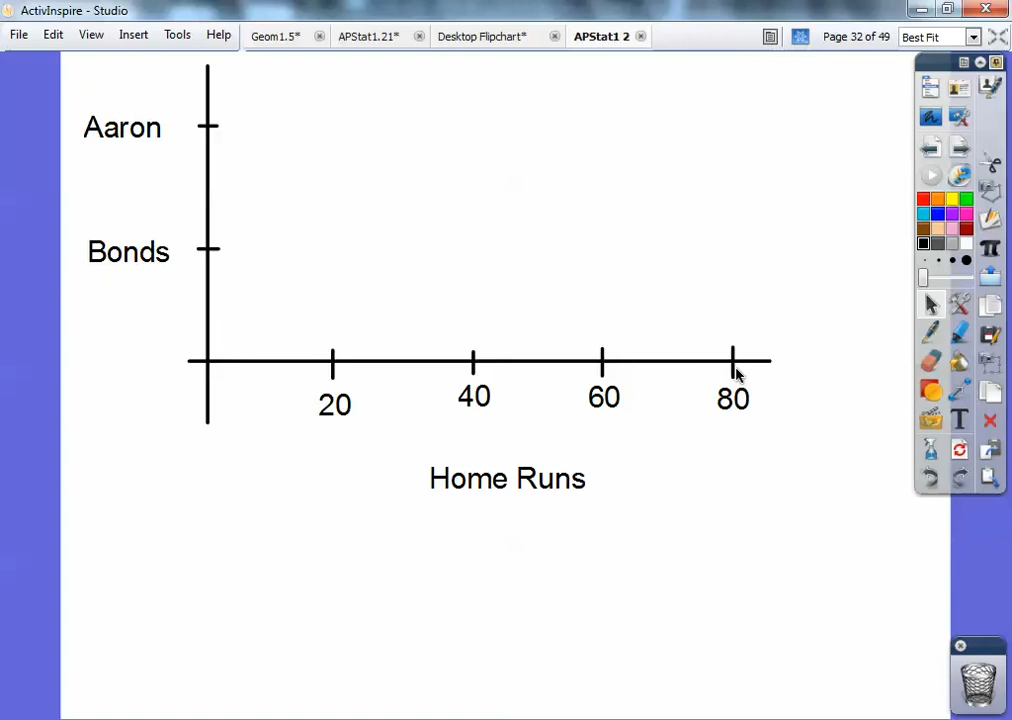 ActivInspire - Studio
File Edit View Insert Tools Help Geom1.5* APStat1.21* Desktop Flipchart* APStat1 2 Page 32 of 49 Best Fit
Aaron
Bonds
20 40 60 80
Home Runs
T